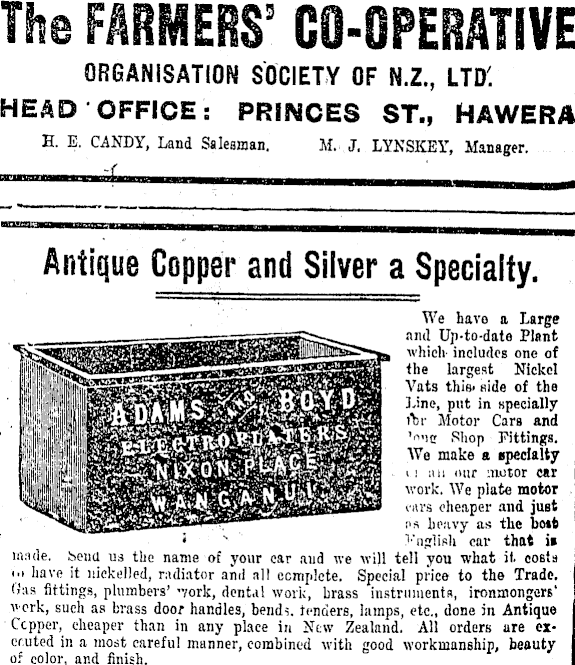 The FARMERS' CO-OPERATIVE
ORGANISATION SOCIETY OF N.Z., LTD.
HEAD OFFICE: PRINCES ST., HAWERA
H. E. CANDY, Land Salesman. M. J. LYNSKEY, Manager.
Antique Copper and Silver a Specialty.
ADAMS AND BOYD
ELECTROPLATERS
NIXON PLACE
WANGANUI
We have a Large
and Up-to-date Plant
which includes one of
the largest Nickel
Vats this side of the
Line, put in specially
for Motor Cars and
long Shop Fittings.
We make a specialty
of all our motor car
work. We plate motor
cars cheaper and just
as heavy as the best
English car that is
made. Send us the name of your car and we will tell you what it costs
to have it nickelled, radiator and all complete. Special price to the Trade.
Gas fittings, plumbers' work, dental work, brass instruments, ironmongers'
work, such as brass door handles, bends, fenders, lamps, etc., done in Antique
Copper, cheaper than in any place in New Zealand. All orders are ex-
ecuted in a most careful manner, combined with good workmanship, beauty
of color, and finish.